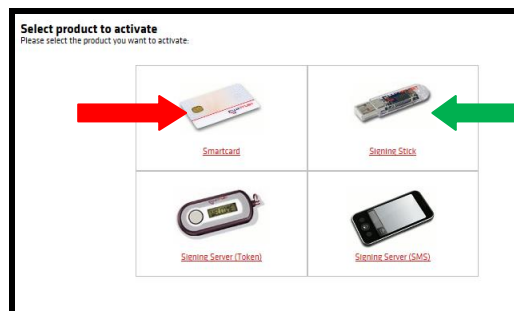 Select product to activate
Please select the product you want to activate:
Smartcard
Signing Stick
Signing Server (Token)
Signing Server (SMS)